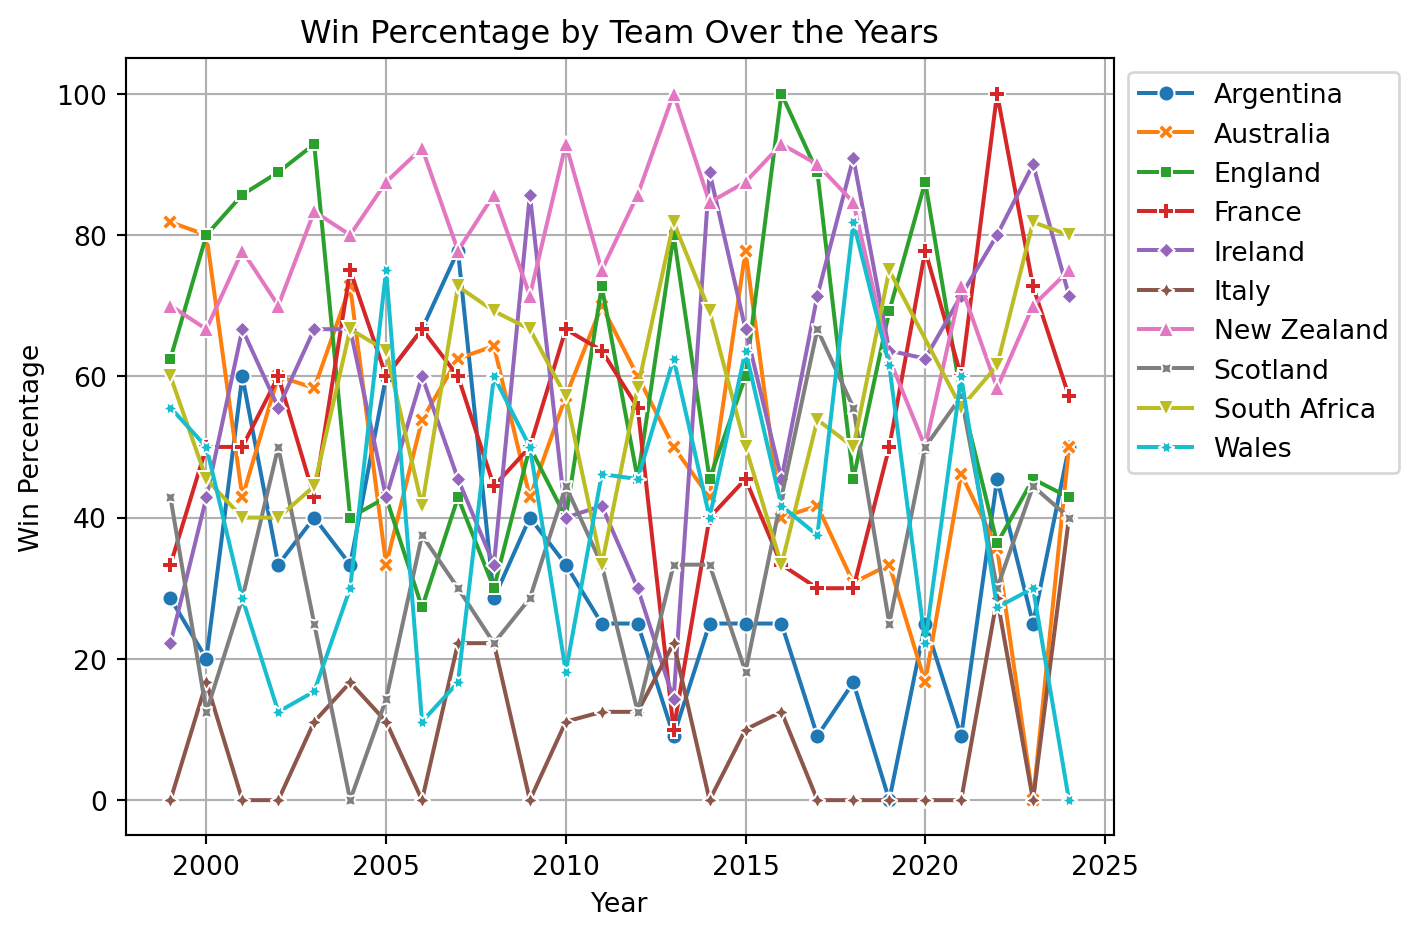 Win Percentage by Team Over the Years
Win Percentage
100
80
60
40
20
0
2000 2005 2010 2015 2020 2025
Year
Argentina
Australia
England
France
Ireland
Italy
New Zealand
Scotland
South Africa
Wales